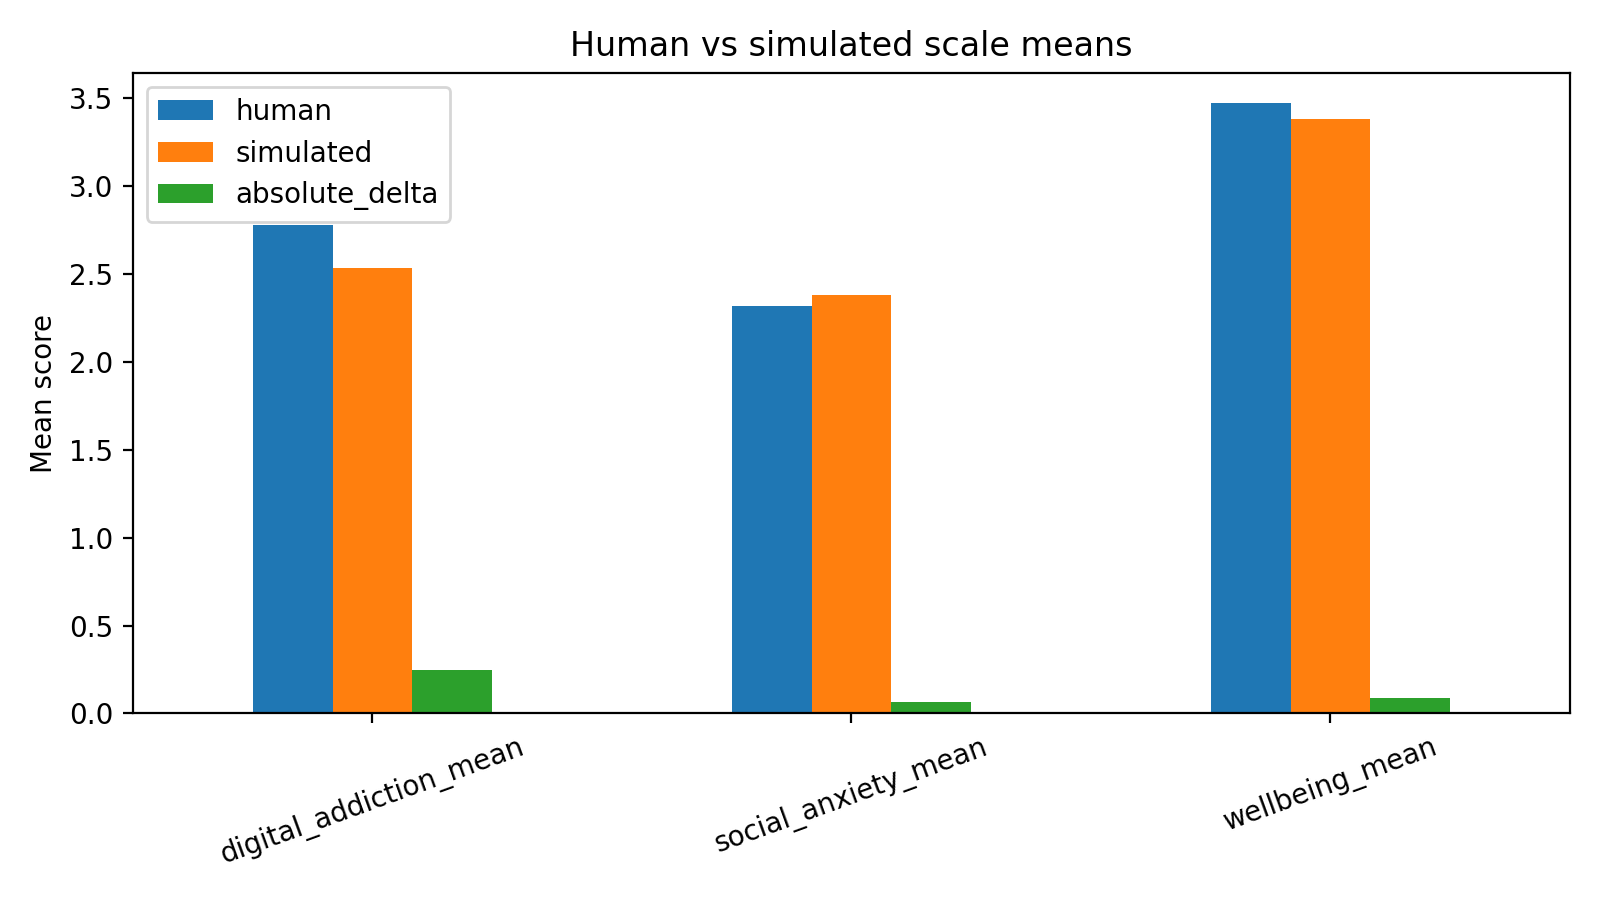 Human vs simulated scale means
human
simulated
absolute_delta
Mean score
3.5
3.0
2.5
2.0
1.5
1.0
0.5
0.0
digital_addiction_mean
social_anxiety_mean
wellbeing_mean